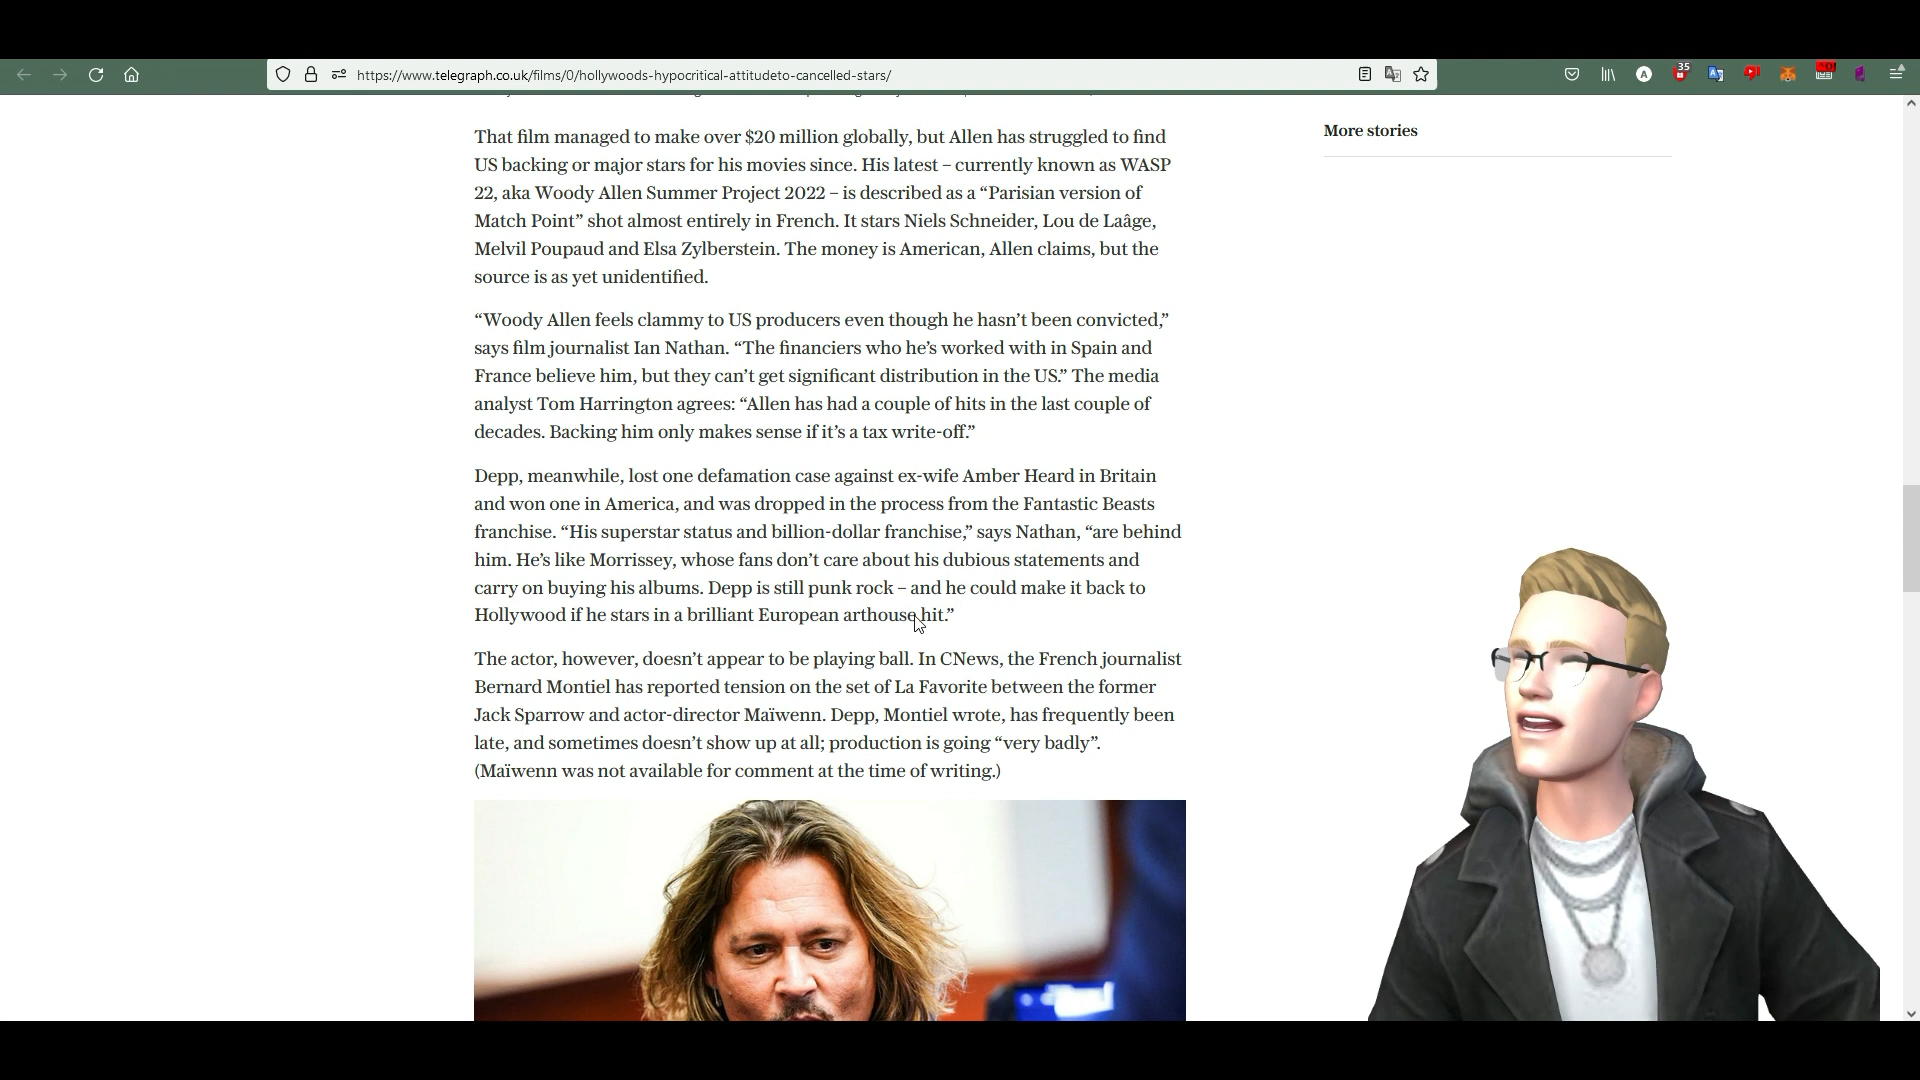 https://www.telegraph.co.uk/films/0/hollywoods-hypocritical-attitudeto-cancelled-stars/
A
35
That film managed to make over $20 million globally, but Allen has struggled to find
US backing or major stars for his movies since. His latest – currently known as WASP
22, aka Woody Allen Summer Project 2022 – is described as a “Parisian version of
Match Point” shot almost entirely in French. It stars Niels Schneider, Lou de Laâge,
Melvil Poupaud and Elsa Zylberstein. The money is American, Allen claims, but the
source is as yet unidentified.
“Woody Allen feels clammy to US producers even though he hasn’t been convicted,”
says film journalist Ian Nathan. “The financiers who he’s worked with in Spain and
France believe him, but they can’t get significant distribution in the US.” The media
analyst Tom Harrington agrees: “Allen has had a couple of hits in the last couple of
decades. Backing him only makes sense if it’s a tax write-off.”
Depp, meanwhile, lost one defamation case against ex-wife Amber Heard in Britain
and won one in America, and was dropped in the process from the Fantastic Beasts
franchise. “His superstar status and billion-dollar franchise,” says Nathan, “are behind
him. He’s like Morrissey, whose fans don’t care about his dubious statements and
carry on buying his albums. Depp is still punk rock – and he could make it back to
Hollywood if he stars in a brilliant European arthouse hit.”
The actor, however, doesn’t appear to be playing ball. In CNews, the French journalist
Bernard Montiel has reported tension on the set of La Favorite between the former
Jack Sparrow and actor-director Maïwenn. Depp, Montiel wrote, has frequently been
late, and sometimes doesn’t show up at all; production is going “very badly”.
(Maïwenn was not available for comment at the time of writing.)
More stories